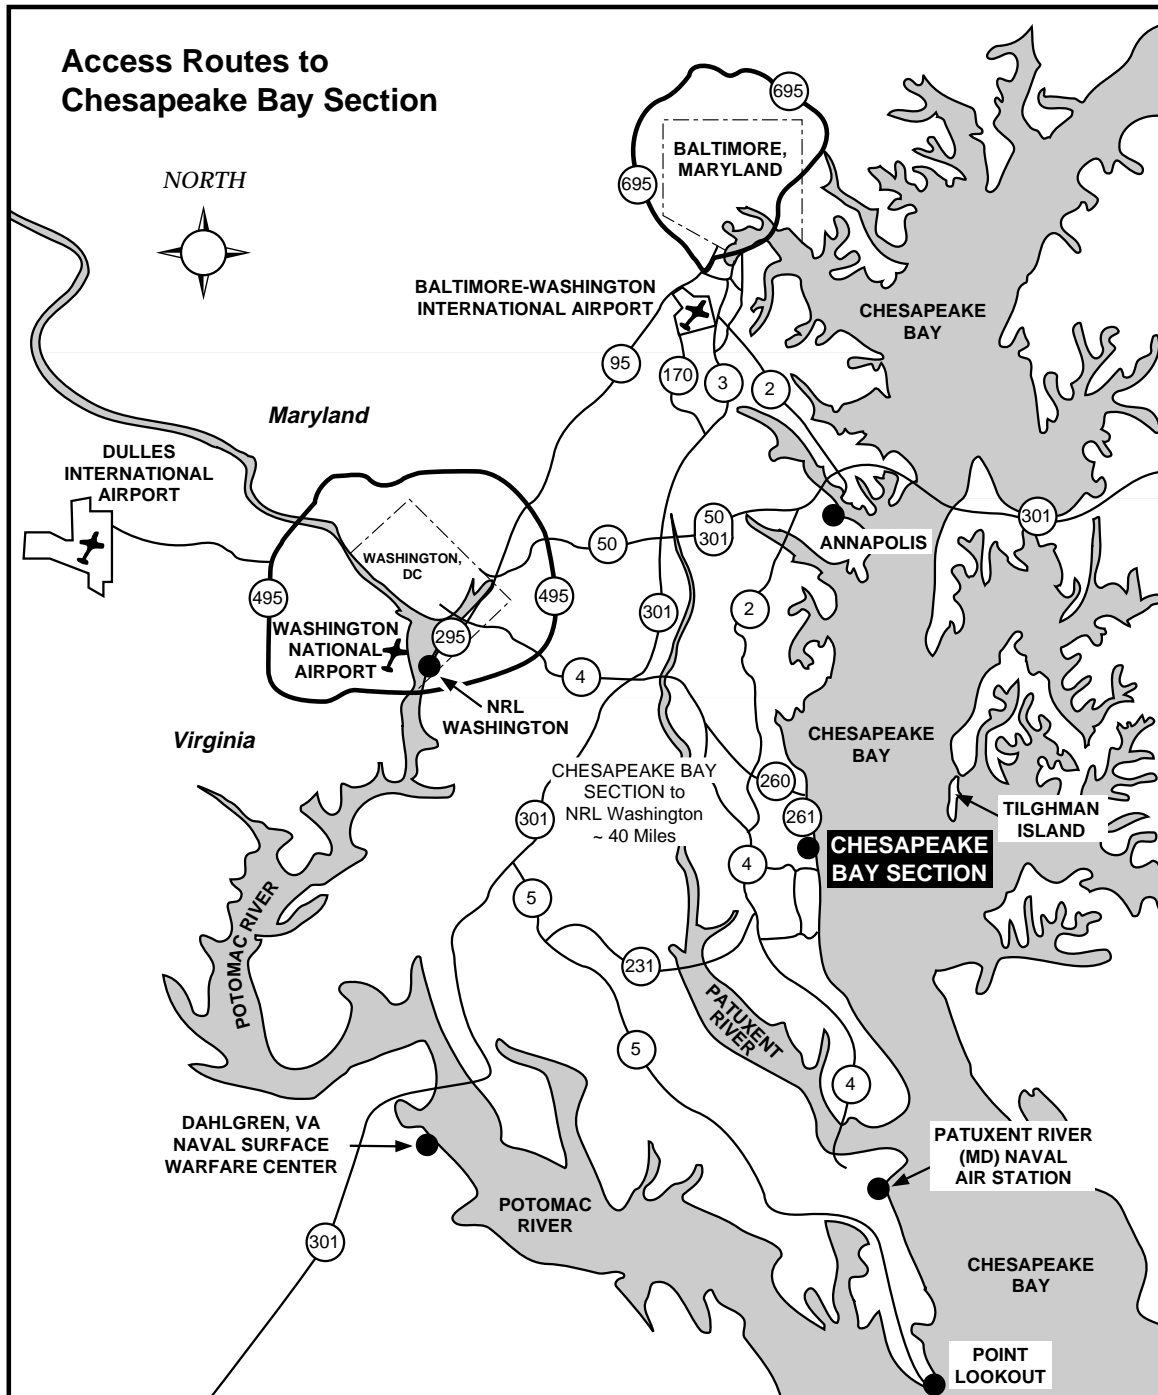 Access Routes to
Chesapeake Bay Section
NORTH
695
BALTIMORE,
MARYLAND
695
BALTIMORE-WASHINGTON
INTERNATIONAL AIRPORT
CHESAPEAKE
BAY
95
170
3
2
Maryland
DULLES
INTERNATIONAL
AIRPORT
50
301
301
50
ANNAPOLIS
WASHINGTON,
DC
495
495
301
2
WASHINGTON
NATIONAL
AIRPORT
295
4
NRL
WASHINGTON
Virginia
CHESAPEAKE
BAY
CHESAPEAKE BAY
SECTION to
NRL Washington
~ 40 Miles
260
261
301
TILGHMAN
ISLAND
CHESAPEAKE
BAY SECTION
4
5
POTOMAC RIVER
231
PATUXENT
RIVER
5
4
DAHLGREN, VA
NAVAL SURFACE
WARFARE CENTER
PATUXENT RIVER
(MD) NAVAL
AIR STATION
POTOMAC
RIVER
301
CHESAPEAKE
BAY
POINT
LOOKOUT